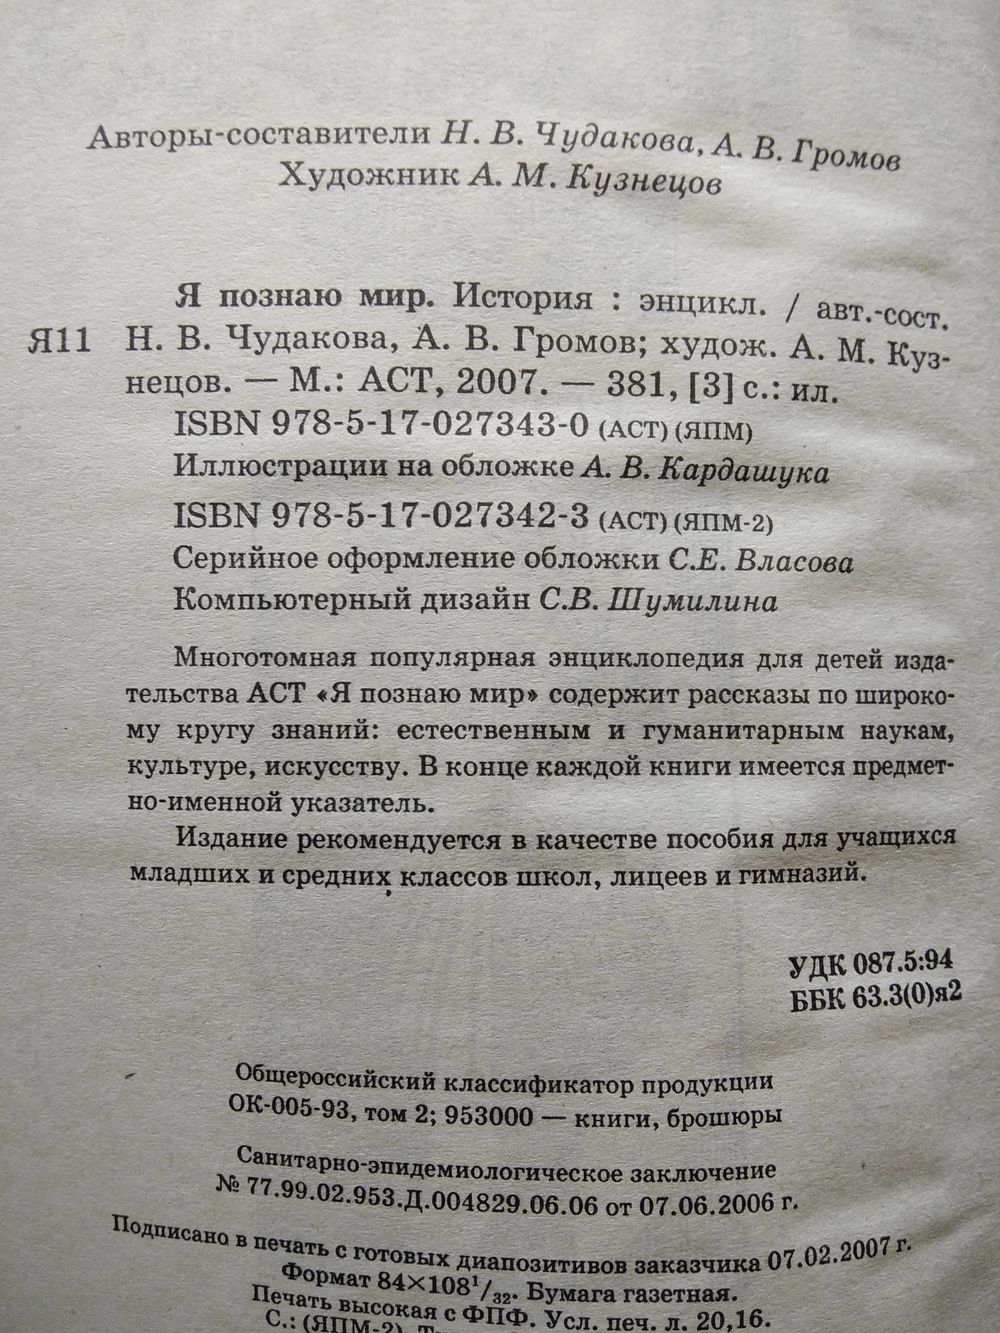 Авторы-составители Н. В. Чудакова, А. В. Громов
Художник А. М. Кузнецов
Я познаю мир. История : энцикл. / авт.-сост.
Я11 Н. В. Чудакова, А. В. Громов; худож. А. М. Куз-
нецов. — М.: АСТ, 2007. — 381, [3] с.: ил.
ISBN 978-5-17-027343-0 (АСТ) (ЯПМ)
Иллюстрации на обложке А. В. Кардашука
ISBN 978-5-17-027342-3 (АСТ) (ЯПМ-2)
Серийное оформление обложки С.Е. Власова
Компьютерный дизайн С.В. Шумилина
Многотомная популярная энциклопедия для детей изда-
тельства АСТ «Я познаю мир» содержит рассказы по широко-
му кругу знаний: естественным и гуманитарным наукам,
культуре, искусству. В конце каждой книги имеется предмет-
но-именной указатель.
Издание рекомендуется в качестве пособия для учащихся
младших и средних классов школ, лицеев и гимназий.
УДК 087.5:94
ББК 63.3(0)я2
Общероссийский классификатор продукции
ОК-005-93, том 2; 953000 — книги, брошюры
Санитарно-эпидемиологическое заключение
№ 77.99.02.953.Д.004829.06.06 от 07.06.2006 г.
Подписано в печать с готовых диапозитивов заказчика 07.02.2007 г.
Формат 84×108¹/₃₂. Бумага газетная.
Печать высокая с ФПФ. Усл. печ. л. 20,16.
С.: (ЯПМ-2)